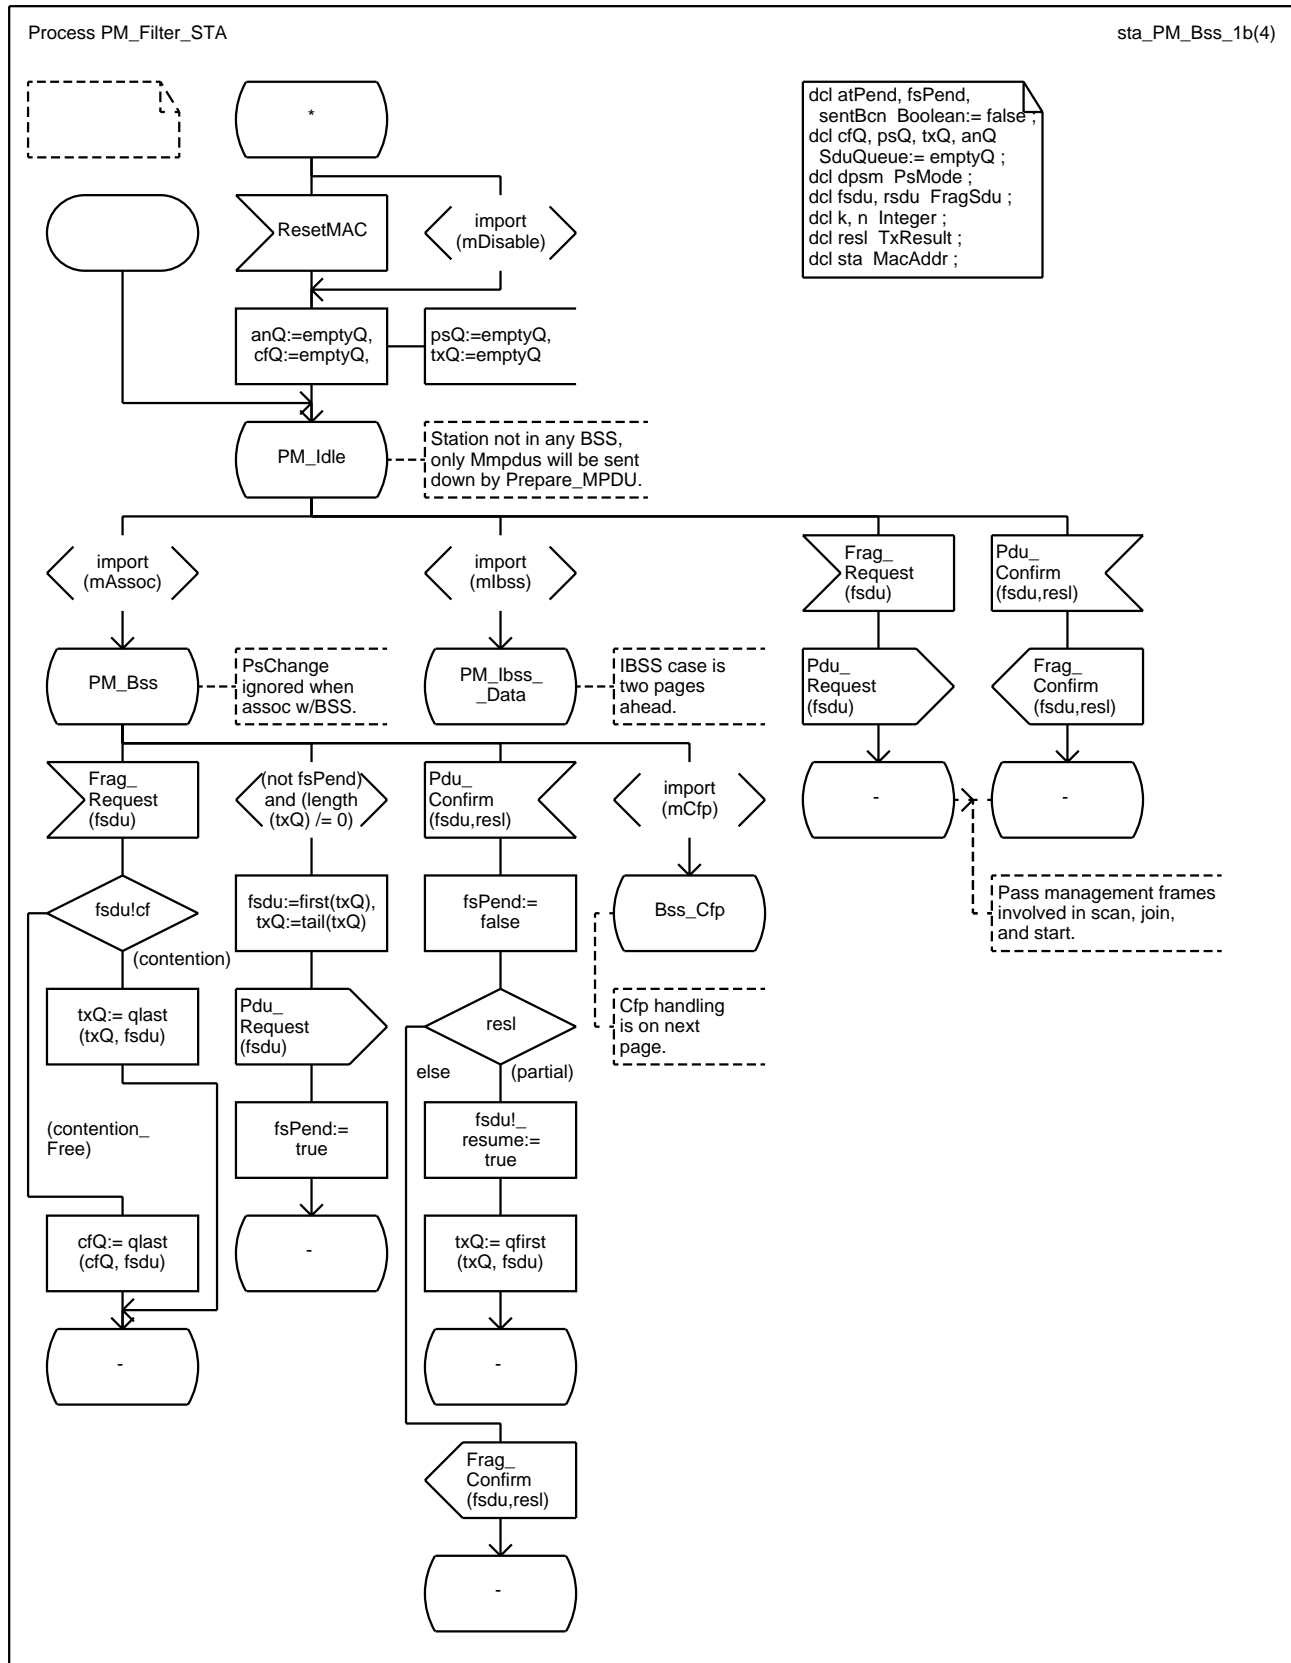 Process PM_Filter_STA
sta_PM_Bss_1b(4)
*
dcl atPend, fsPend,
sentBcn Boolean:= false ;
dcl cfQ, psQ, txQ, anQ
SduQueue:= emptyQ ;
dcl dpsm PsMode ;
dcl fsdu, rsdu FragSdu ;
dcl k, n Integer ;
dcl resl TxResult ;
dcl sta MacAddr ;
ResetMAC
import
(mDisable)
anQ:=emptyQ,
cfQ:=emptyQ,
psQ:=emptyQ,
txQ:=emptyQ
PM_Idle
Station not in any BSS,
only Mmpdus will be sent
down by Prepare_MPDU.
import
(mAssoc)
import
(mIbss)
Frag_
Request
(fsdu)
Pdu_
Confirm
(fsdu,resl)
PM_Bss
PsChange
ignored when
assoc w/BSS.
PM_Ibss_
_Data
IBSS case is
two pages
ahead.
Pdu_
Request
(fsdu)
Frag_
Confirm
(fsdu,resl)
Frag_
Request
(fsdu)
(not fsPend)
and (length
(txQ) /= 0)
Pdu_
Confirm
(fsdu,resl)
import
(mCfp)
-
-
fsdu!cf
fsdu:=first(txQ),
txQ:=tail(txQ)
fsPend:=
false
Bss_Cfp
Pass management frames
involved in scan, join,
and start.
(contention)
txQ:= qlast
(txQ, fsdu)
Pdu_
Request
(fsdu)
resl
Cfp handling
is on next
page.
else
(partial)
(contention_
Free)
fsPend:=
true
fsdu!_
resume:=
true
cfQ:= qlast
(cfQ, fsdu)
-
txQ:= qfirst
(txQ, fsdu)
-
-
Frag_
Confirm
(fsdu,resl)
-